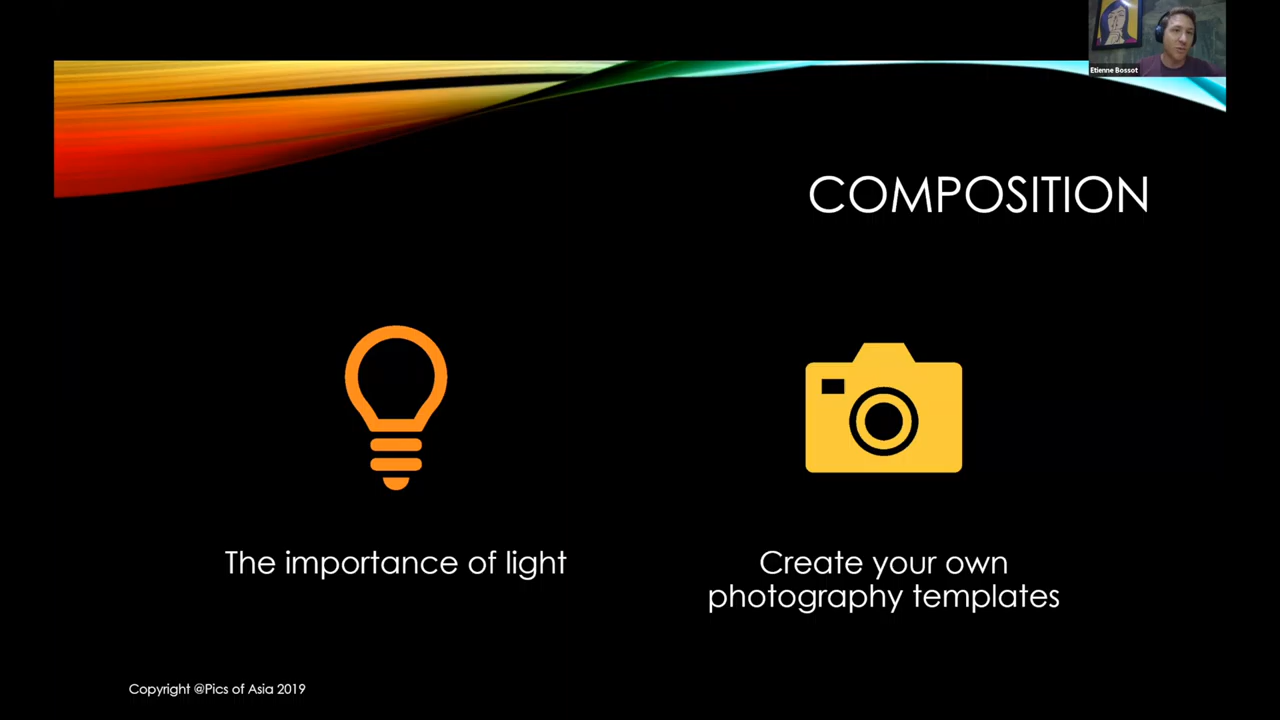 Etienne Bossot
COMPOSITION
The importance of light
Create your own
photography templates
Copyright @Pics of Asia 2019